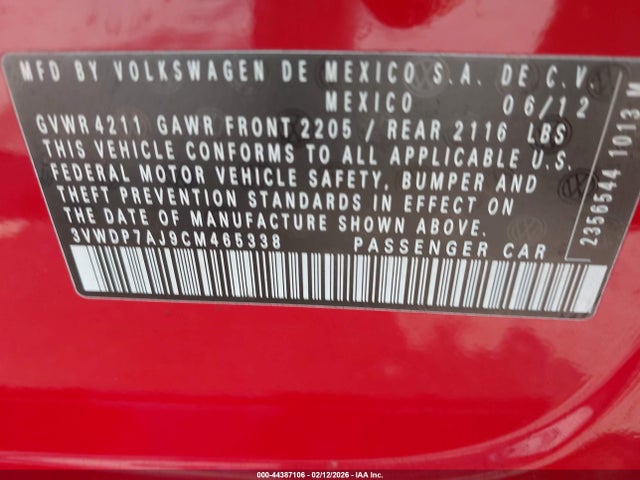 MFD BY VOLKSWAGEN DE MEXICO S.A. DE C.V
MEXICO 06/12
GVWR 4211 GAWR FRONT 2205 / REAR 2116 LBS
THIS VEHICLE CONFORMS TO ALL APPLICABLE U.S.
FEDERAL MOTOR VEHICLE SAFETY, BUMPER AND
THEFT PREVENTION STANDARDS IN EFFECT ON
THE DATE OF MANUFACTURE SHOWN ABOVE.
3VWDP7AJ9CM465338 PASSENGER CAR
2356544 1013 M
000-44387106 - 02/12/2026 - IAA Inc.